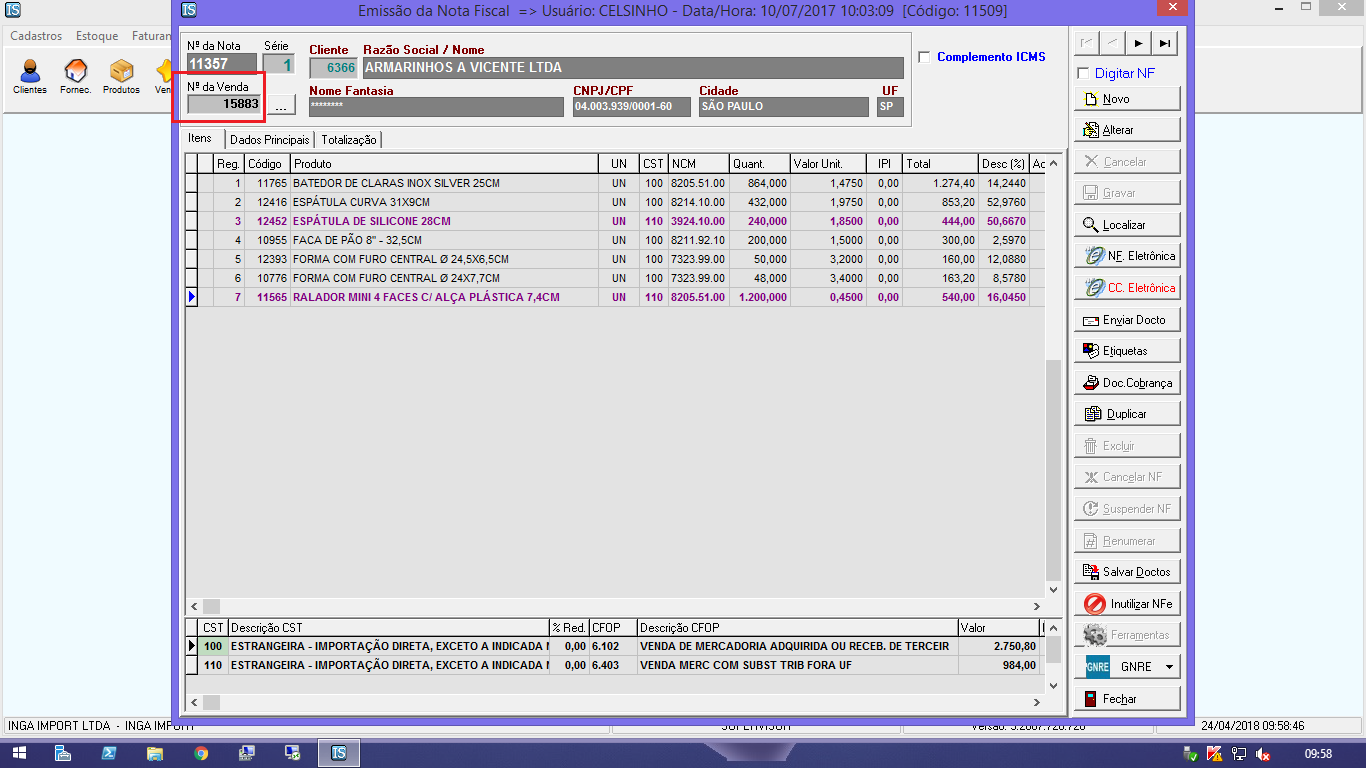 IS
IS Emissão da Nota Fiscal => Usuário: CELSINHO - Data/Hora: 10/07/2017 10:03:09 [Código: 11509]
Cadastros Estoque
Clientes Fornec. Produtos
Nº da Nota Série Cliente Razão Social / Nome
11357 1 6366 ARMARINHOS A VICENTE LTDA
Complemento ICMS
Nº da Venda Nome Fantasia CNPJ/CPF Cidade UF
15883 ... ******** 04.003.939/0001-60 SÃO PAULO SP
Itens Dados Principais Totalização
Reg. Código Produto UN CST NCM Quant. Valor Unit. IPI Total Desc (%)
1 11765 BATEDOR DE CLARAS INOX SILVER 25CM UN 100 8205.51.00 864,000 1,4750 0,00 1.274,40 14,2440
2 12416 ESPÁTULA CURVA 31X9CM UN 100 8214.10.00 432,000 1,9750 0,00 853,20 52,9760
3 12452 ESPÁTULA DE SILICONE 28CM UN 110 3924.10.00 240,000 1,8500 0,00 444,00 50,6670
4 10955 FACA DE PÃO 8" - 32,5CM UN 100 8211.92.10 200,000 1,5000 0,00 300,00 2,5970
5 12393 FORMA COM FURO CENTRAL Ø 24,5X6,5CM UN 100 7323.99.00 50,000 3,2000 0,00 160,00 12,0880
6 10776 FORMA COM FURO CENTRAL Ø 24X7,7CM UN 100 7323.99.00 48,000 3,4000 0,00 163,20 8,5780
7 11565 RALADOR MINI 4 FACES C/ ALÇA PLÁSTICA 7,4CM UN 110 8205.51.00 1.200,000 0,4500 0,00 540,00 16,0450
CST Descrição CST % Red. CFOP Descrição CFOP Valor
100 ESTRANGEIRA - IMPORTAÇÃO DIRETA, EXCETO A INDICADA 0,00 6.102 VENDA DE MERCADORIA ADQUIRIDA OU RECEB. DE TERCEIR 2.750,80
110 ESTRANGEIRA - IMPORTAÇÃO DIRETA, EXCETO A INDICADA 0,00 6.403 VENDA MERC COM SUBST TRIB FORA UF 984,00
Digitar NF
Novo
Alterar
Cancelar
Gravar
Localizar
NF. Eletrônica
CC. Eletrônica
Enviar Docto
Etiquetas
Doc.Cobrança
Duplicar
Excluir
Cancelar NF
Suspender NF
Renumerar
Salvar Doctos
Inutilizar NFe
Ferramentas
GNRE GNRE
Fechar
INGA IMPORT LTDA - INGA IMPORT 24/04/2018 09:58:46
IS 09:58